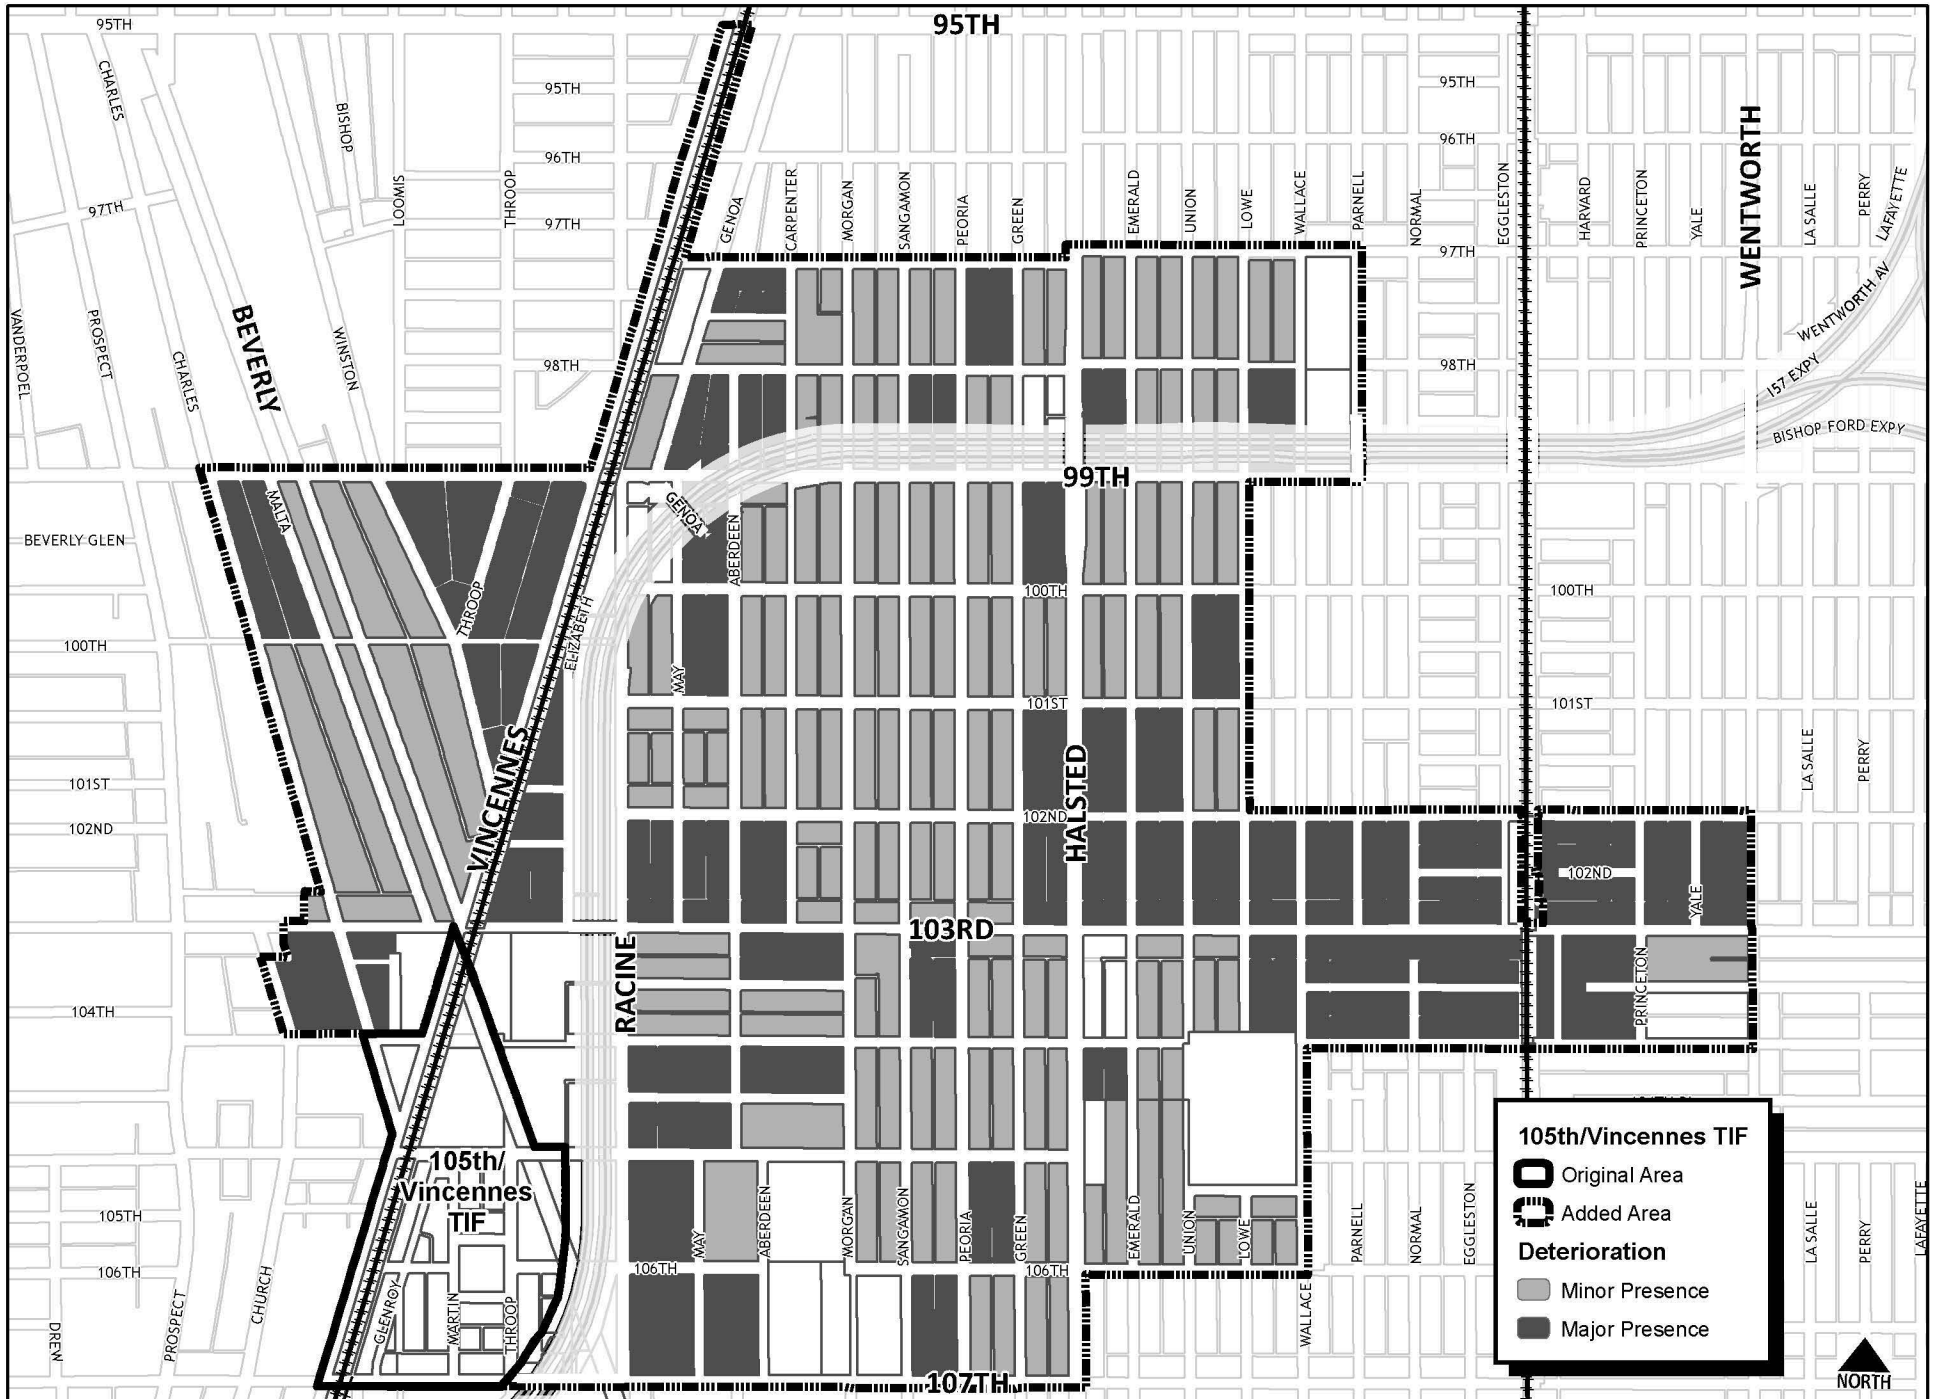 95TH
95TH
CHARLES
95TH
95TH
BISHOP
96TH
96TH
WENTWORTH
97TH
LOOMIS
THROOP
97TH
GENOA
CARPENTER
MORGAN
SANGAMON
PEORIA
GREEN
EMERALD
UNION
LOWE
WALLACE
PARNELL
NORMAL
EGGLESTON
97TH
HARVARD
PRINCETON
YALE
LA SALLE
PERRY
LAFAYETTE
VANDERPOEL
PROSPECT
CHARLES
BEVERLY
WINSTON
98TH
98TH
WENTWORTH AV
I57 EXPY
BISHOP FORD EXPY
99TH
MALTA
GENOA
BEVERLY GLEN
ABERDEEN
THROOP
ELIZABETH
100TH
100TH
100TH
MAY
101ST
101ST
VINCENNES
HALSTED
LA SALLE
PERRY
101ST
102ND
102ND
102ND
YALE
103RD
RACINE
PRINCETON
104TH
105th/
Vincennes
TIF
105TH
106TH
DREW
PROSPECT
CHURCH
GLENROY
MARTIN
THROOP
106TH
MAY
ABERDEEN
MORGAN
SANGAMON
PEORIA
GREEN
106TH
EMERALD
UNION
LOWE
WALLACE
PARNELL
NORMAL
EGGLESTON
LA SALLE
PERRY
LAFAYETTE
107TH
105th/Vincennes TIF
Original Area
Added Area
Deterioration
Minor Presence
Major Presence
NORTH